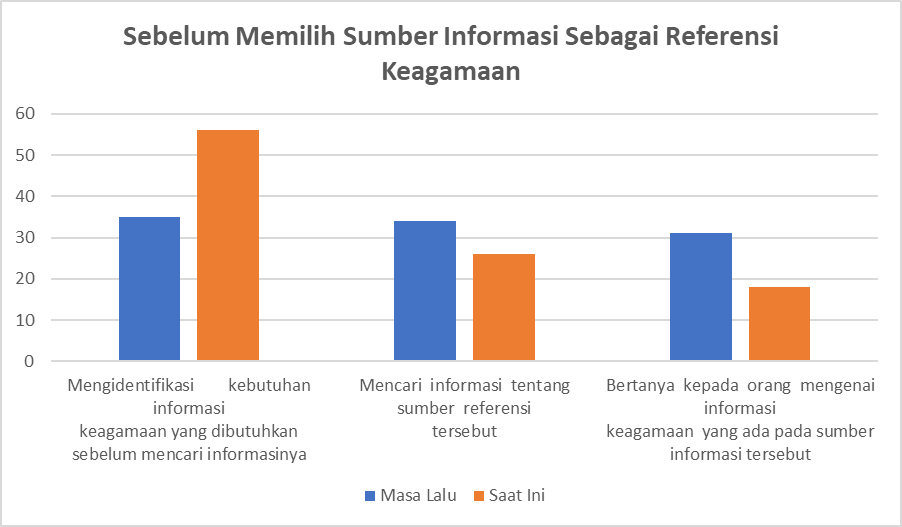 Sebelum Memilih Sumber Informasi Sebagai Referensi
Keagamaan
60
50
40
30
20
10
0
Mengidentifikasi kebutuhan
informasi
keagamaan yang dibutuhkan
sebelum mencari informasinya
Mencari informasi tentang
sumber referensi
tersebut
Bertanya kepada orang mengenai
informasi
keagamaan yang ada pada sumber
informasi tersebut
Masa Lalu
Saat Ini